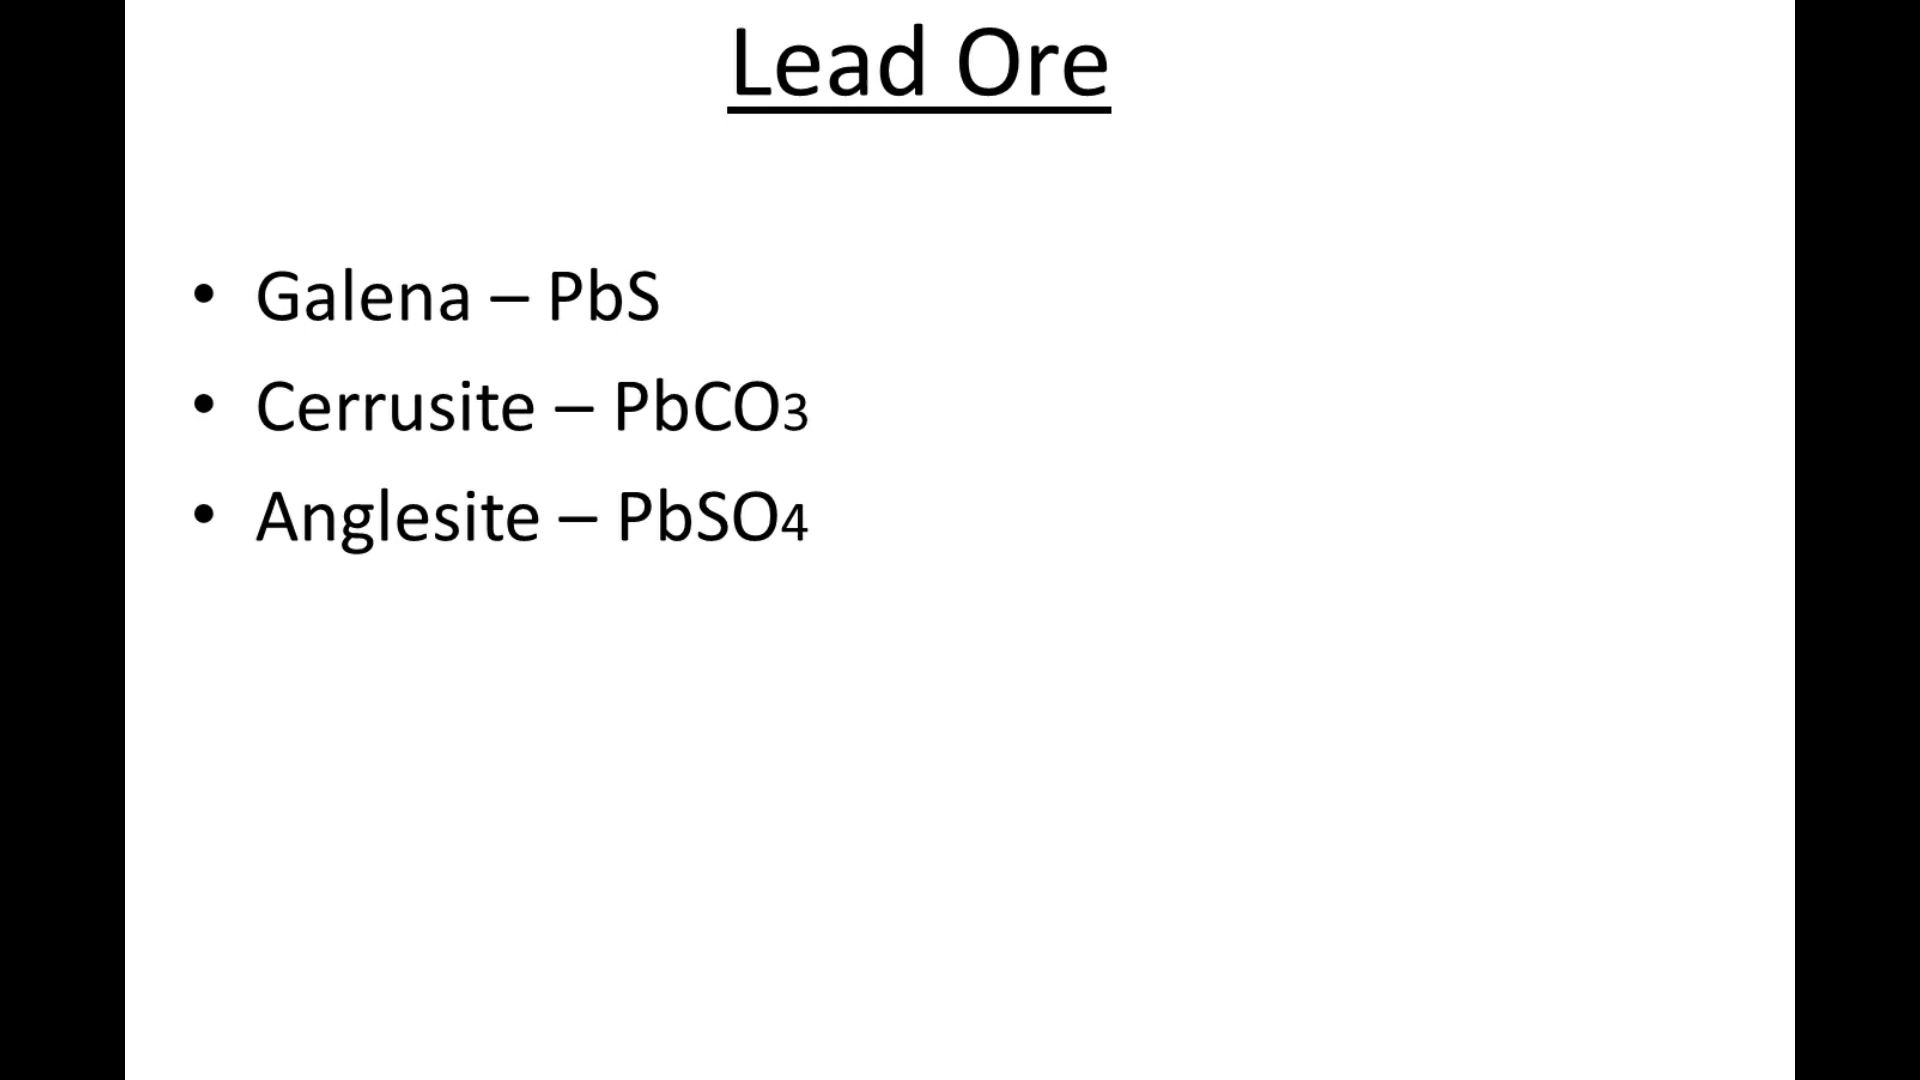 Lead Ore
• Galena – PbS
• Cerrusite – PbCO3
• Anglesite – PbSO4